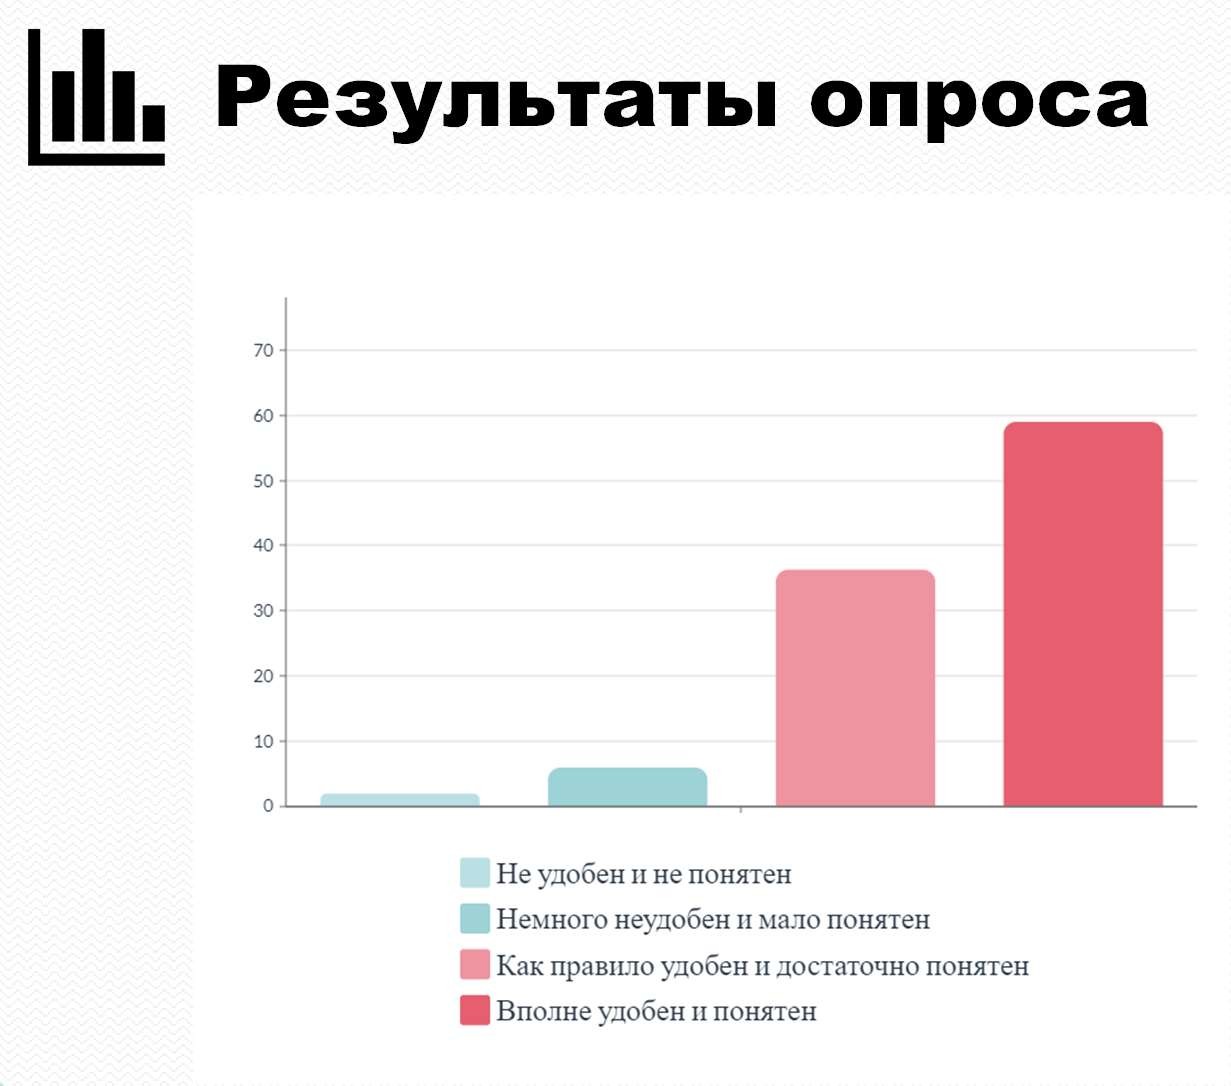 Результаты опроса
70
60
50
40
30
20
10
0
Не удобен и не понятен
Немного неудобен и мало понятен
Как правило удобен и достаточно понятен
Вполне удобен и понятен